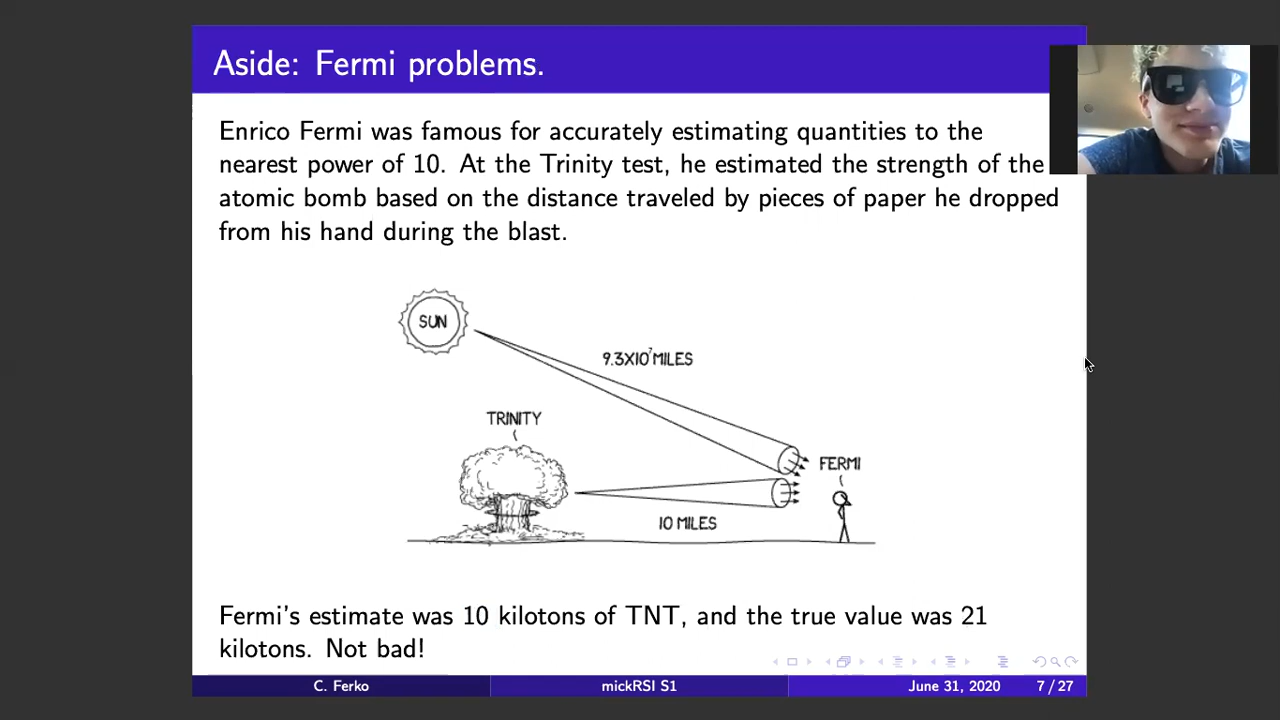 Aside: Fermi problems.
Enrico Fermi was famous for accurately estimating quantities to the
nearest power of 10. At the Trinity test, he estimated the strength of the
atomic bomb based on the distance traveled by pieces of paper he dropped
from his hand during the blast.
SUN
9.3X10⁷MILES
TRINITY
FERMI
10 MILES
Fermi's estimate was 10 kilotons of TNT, and the true value was 21
kilotons. Not bad!
C. Ferko
mickRSI S1
June 31, 2020
7 / 27